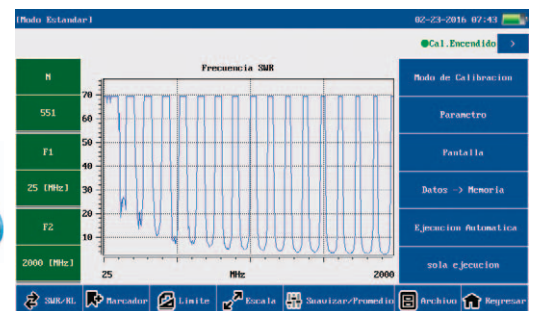 [Modo Estandar]
02-23-2016 07:43
Cal.Encendido >
Frecuencia SWR
N
551
F1
25 [MHz]
F2
2000 [MHz]
70
60
50
40
30
20
10
25
MHz
2000
Modo de Calibracion
Parametro
Pantalla
Datos -> Memoria
Ejecucion Automatica
sola ejecucion
SWR/RL
Marcador
Limite
Escala
Suavizar/Promedio
Archivo
Regresar